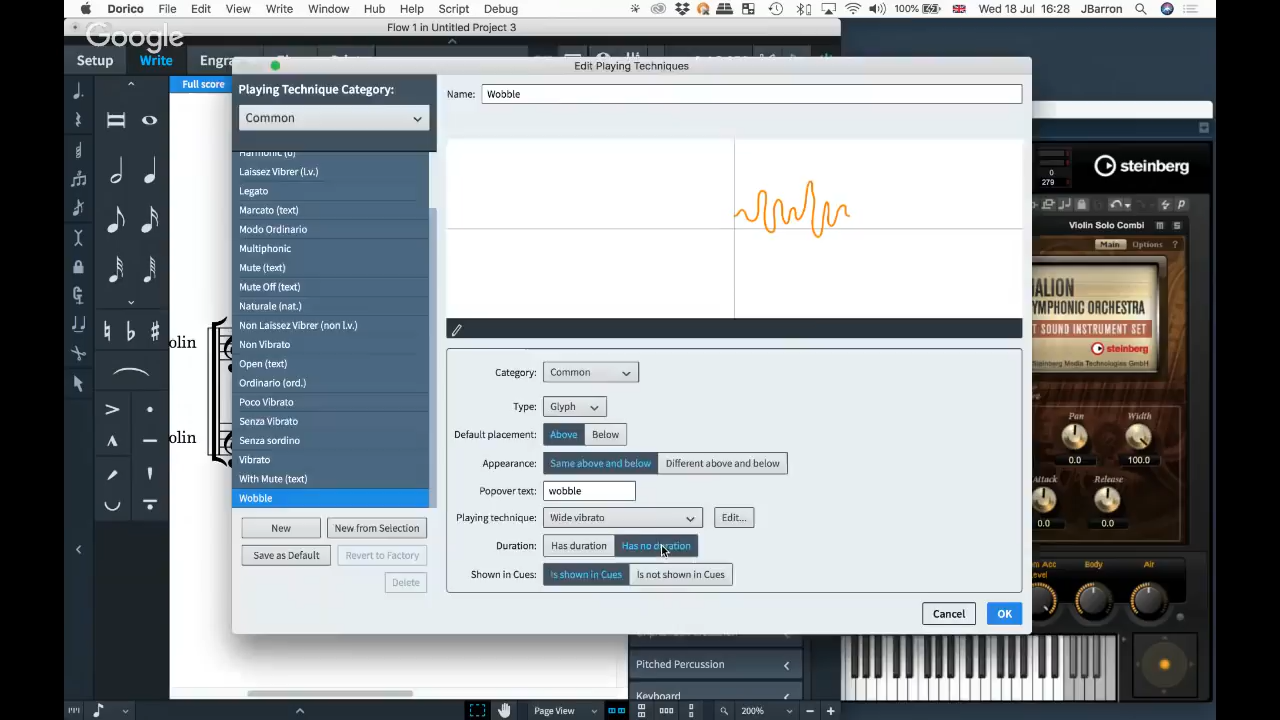 Dorico File Edit View Write Window Hub Help Script Debug 100% Wed 18 Jul 16:28 JBarron
Google
Flow 1 in Untitled Project 3
Setup Write Engra
Edit Playing Techniques
Full score
Playing Technique Category:
Common
Harmonic (o)
Laissez Vibrer (l.v.)
Legato
Marcato (text)
Modo Ordinario
Multiphonic
Mute (text)
Mute Off (text)
Naturale (nat.)
Non Laissez Vibrer (non l.v.)
Non Vibrato
Open (text)
Ordinario (ord.)
Poco Vibrato
Senza Vibrato
Senza sordino
Vibrato
With Mute (text)
Wobble
New New from Selection
Save as Default Revert to Factory
Delete
Name: Wobble
Category: Common
Type: Glyph
Default placement: Above Below
Appearance: Same above and below Different above and below
Popover text: wobble
Playing technique: Wide vibrato Edit...
Duration: Has duration Has no duration
Shown in Cues: Is shown in Cues Is not shown in Cues
Cancel OK
olin
olin
0
279
steinberg
Violin Solo Combi M S
Main Options ?
ALION
YMPHONIC ORCHESTRA
T SOUND INSTRUMENT SET
steinberg
Steinberg Media Technologies GmbH
Pan Width
0.0 100.0
Attack Release
0.0 0.0
Acc
Level Body Air
Pitched Percussion
Keyboard
Page View 200%